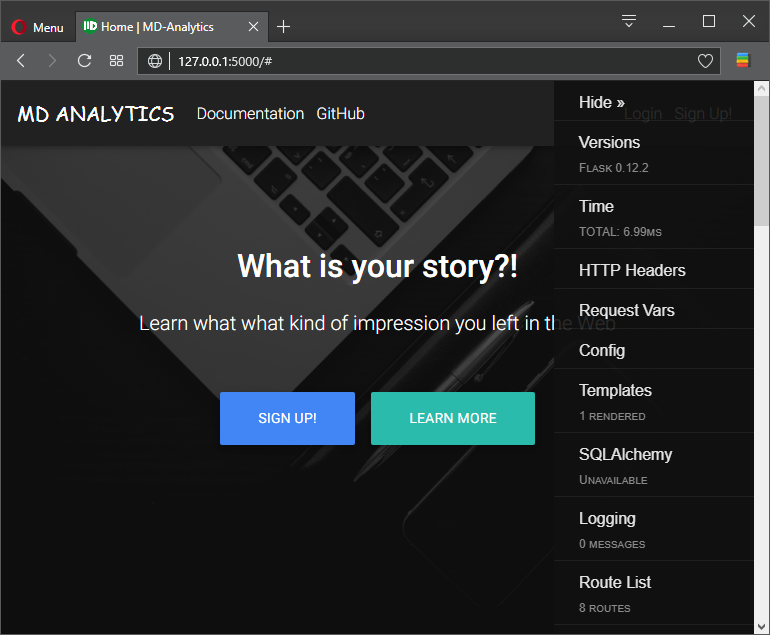 Menu
Home | MD-Analytics
127.0.0.1:5000/#
MD ANALYTICS Documentation GitHub Login Sign Up!
What is your story?!
Learn what what kind of impression you left in the Web
SIGN UP! LEARN MORE
Hide »
Versions
FLASK 0.12.2
Time
TOTAL: 6.99MS
HTTP Headers
Request Vars
Config
Templates
1 RENDERED
SQLAlchemy
UNAVAILABLE
Logging
0 MESSAGES
Route List
8 ROUTES